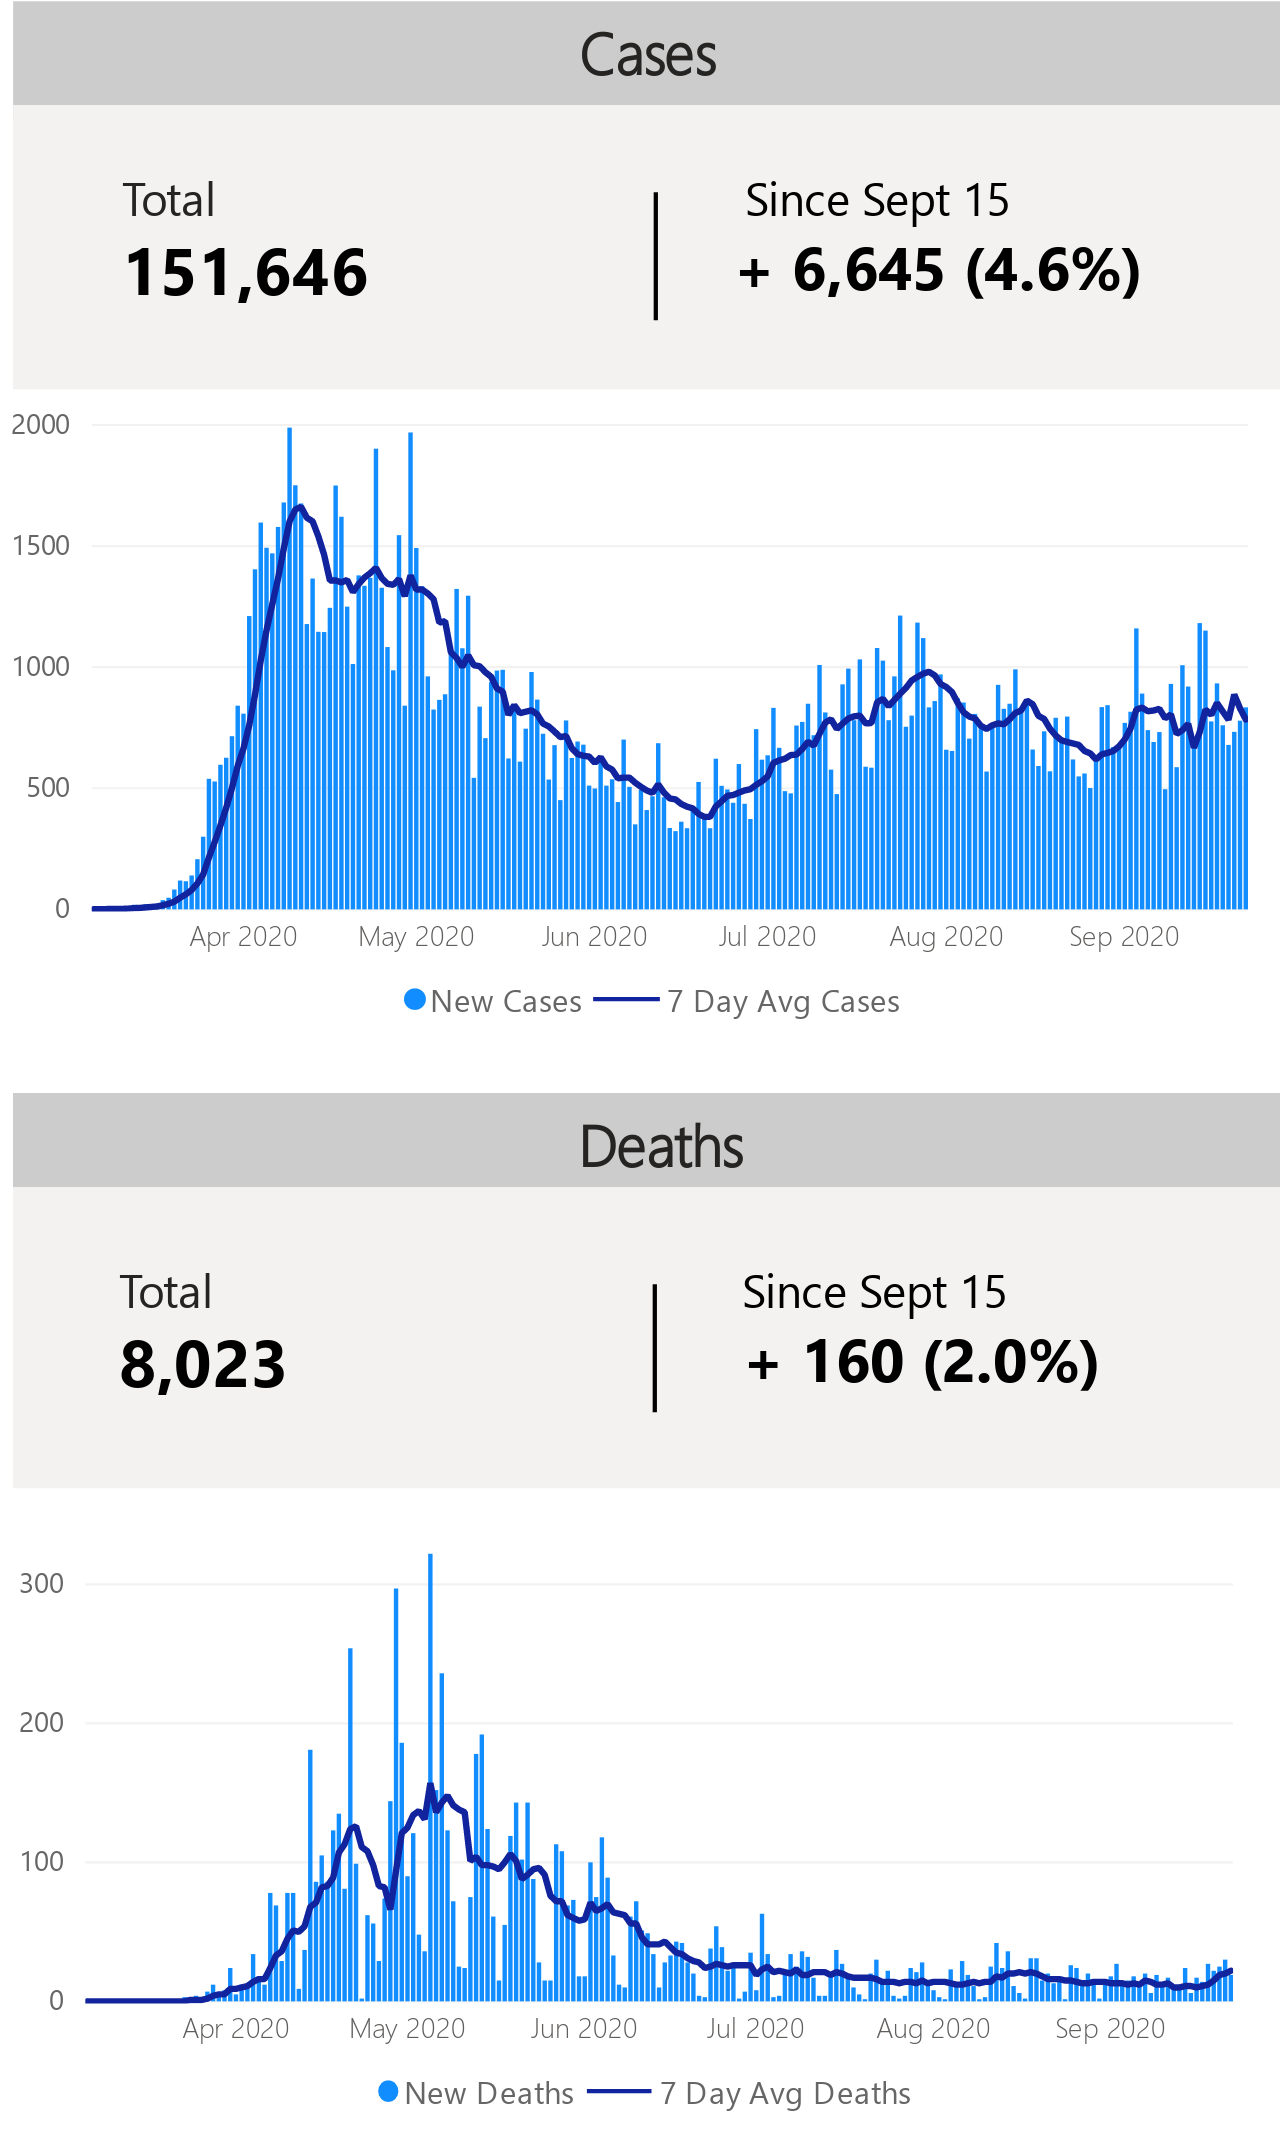 Cases
Total
Since Sept 15
151,646
+ 6,645 (4.6%)
2000
1500
1000
500
0
Apr 2020 May 2020 Jun 2020 Jul 2020 Aug 2020 Sep 2020
New Cases 7 Day Avg Cases
Deaths
Total
Since Sept 15
8,023
+ 160 (2.0%)
300
200
100
0
Apr 2020 May 2020 Jun 2020 Jul 2020 Aug 2020 Sep 2020
New Deaths 7 Day Avg Deaths